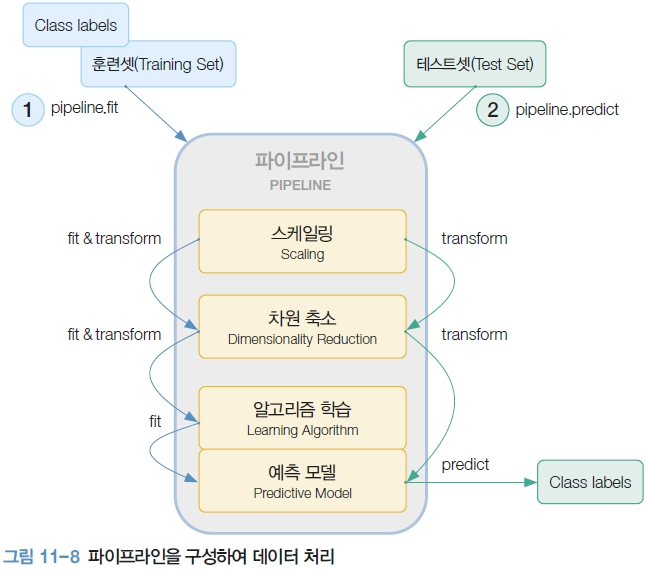 Class labels
훈련셋(Training Set)
테스트셋(Test Set)
1 pipeline.fit
2 pipeline.predict
파이프라인
PIPELINE
스케일링
Scaling
fit & transform
transform
차원 축소
Dimensionality Reduction
fit & transform
transform
알고리즘 학습
Learning Algorithm
fit
예측 모델
Predictive Model
predict
Class labels
그림 11-8 파이프라인을 구성하여 데이터 처리